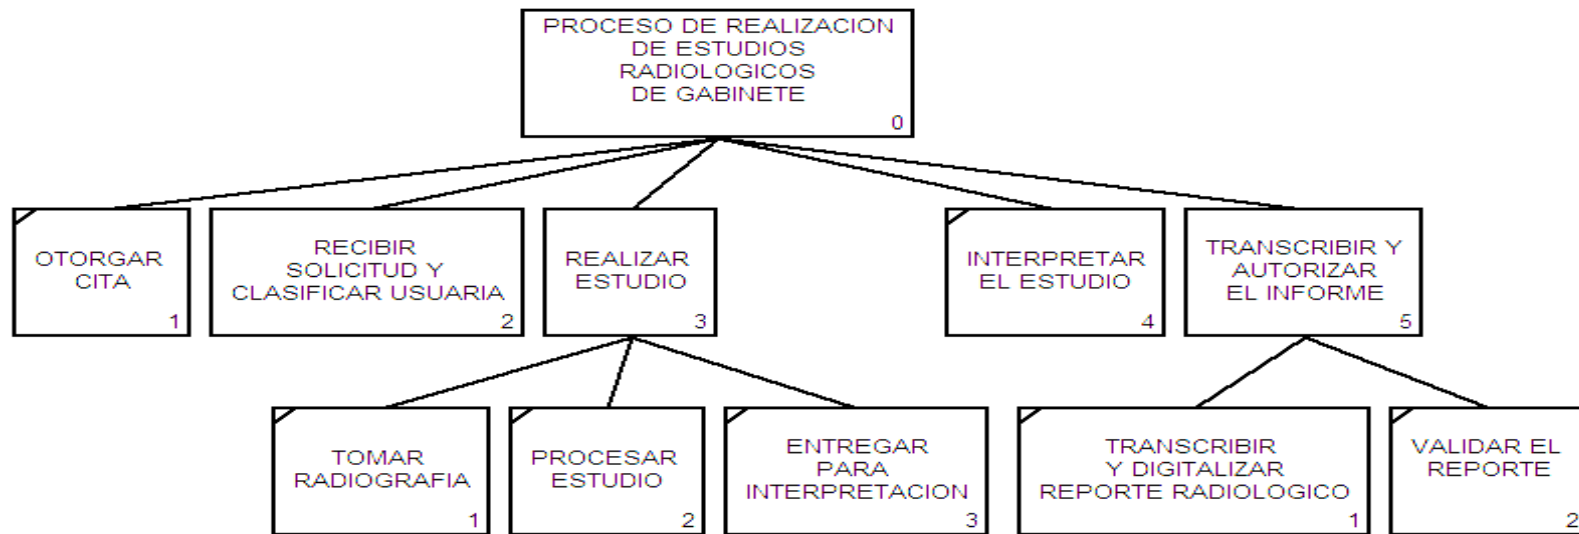 PROCESO DE REALIZACION
DE ESTUDIOS
RADIOLOGICOS
DE GABINETE
0
OTORGAR
CITA
1
RECIBIR
SOLICITUD Y
CLASIFICAR USUARIA
2
REALIZAR
ESTUDIO
3
INTERPRETAR
EL ESTUDIO
4
TRANSCRIBIR Y
AUTORIZAR
EL INFORME
5
TOMAR
RADIOGRAFIA
1
PROCESAR
ESTUDIO
2
ENTREGAR
PARA
INTERPRETACION
3
TRANSCRIBIR
Y DIGITALIZAR
REPORTE RADIOLOGICO
1
VALIDAR EL
REPORTE
2